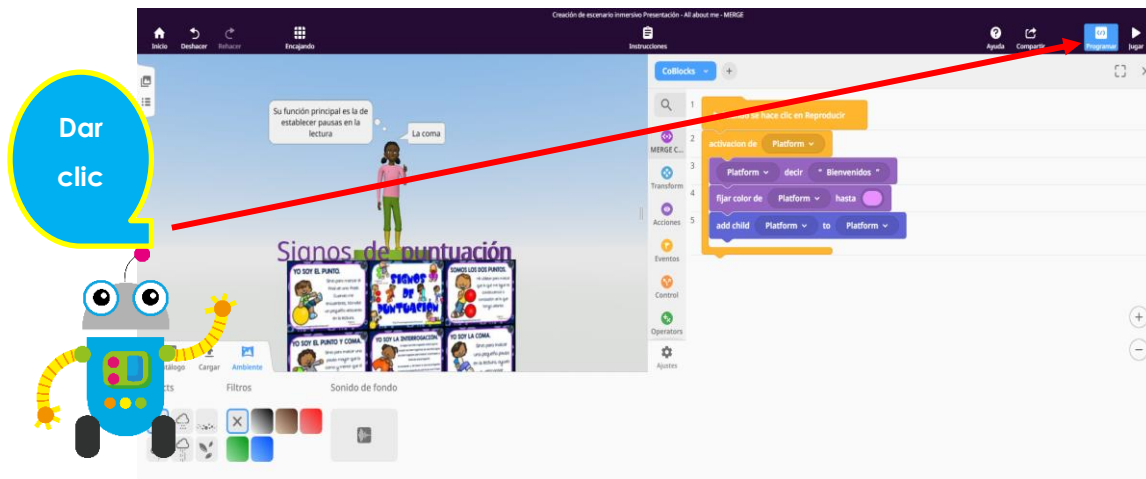 Creación de escenario inmersivo Presentación - All about me - MERGE
Inicio
Deshacer
Rehacer
Encajando
Instrucciones
Ayuda
Compartir
Programar
Jugar
Dar
clic
Su función principal es la de
establecer pausas en la
lectura
La coma
Signos de puntuación
YO SOY EL PUNTO.
SIGNOS
DE
PUNTUACIÓN
SOMOS LOS DOS PUNTOS.
YO SOY EL PUNTO Y COMA.
YO SOY LA INTERROGACIÓN.
YO SOY LA COMA.
Cargar
Ambiente
Filtros
Sonido de fondo
CoBlocks
+
MERGE C...
Transform
Acciones
Eventos
Control
Operators
Ajustes
1
se hace clic en Reproducir
2
activacion de Platform
3
Platform decir “ Bienvenidos ”
4
fijar color de Platform hasta
5
add child Platform to Platform